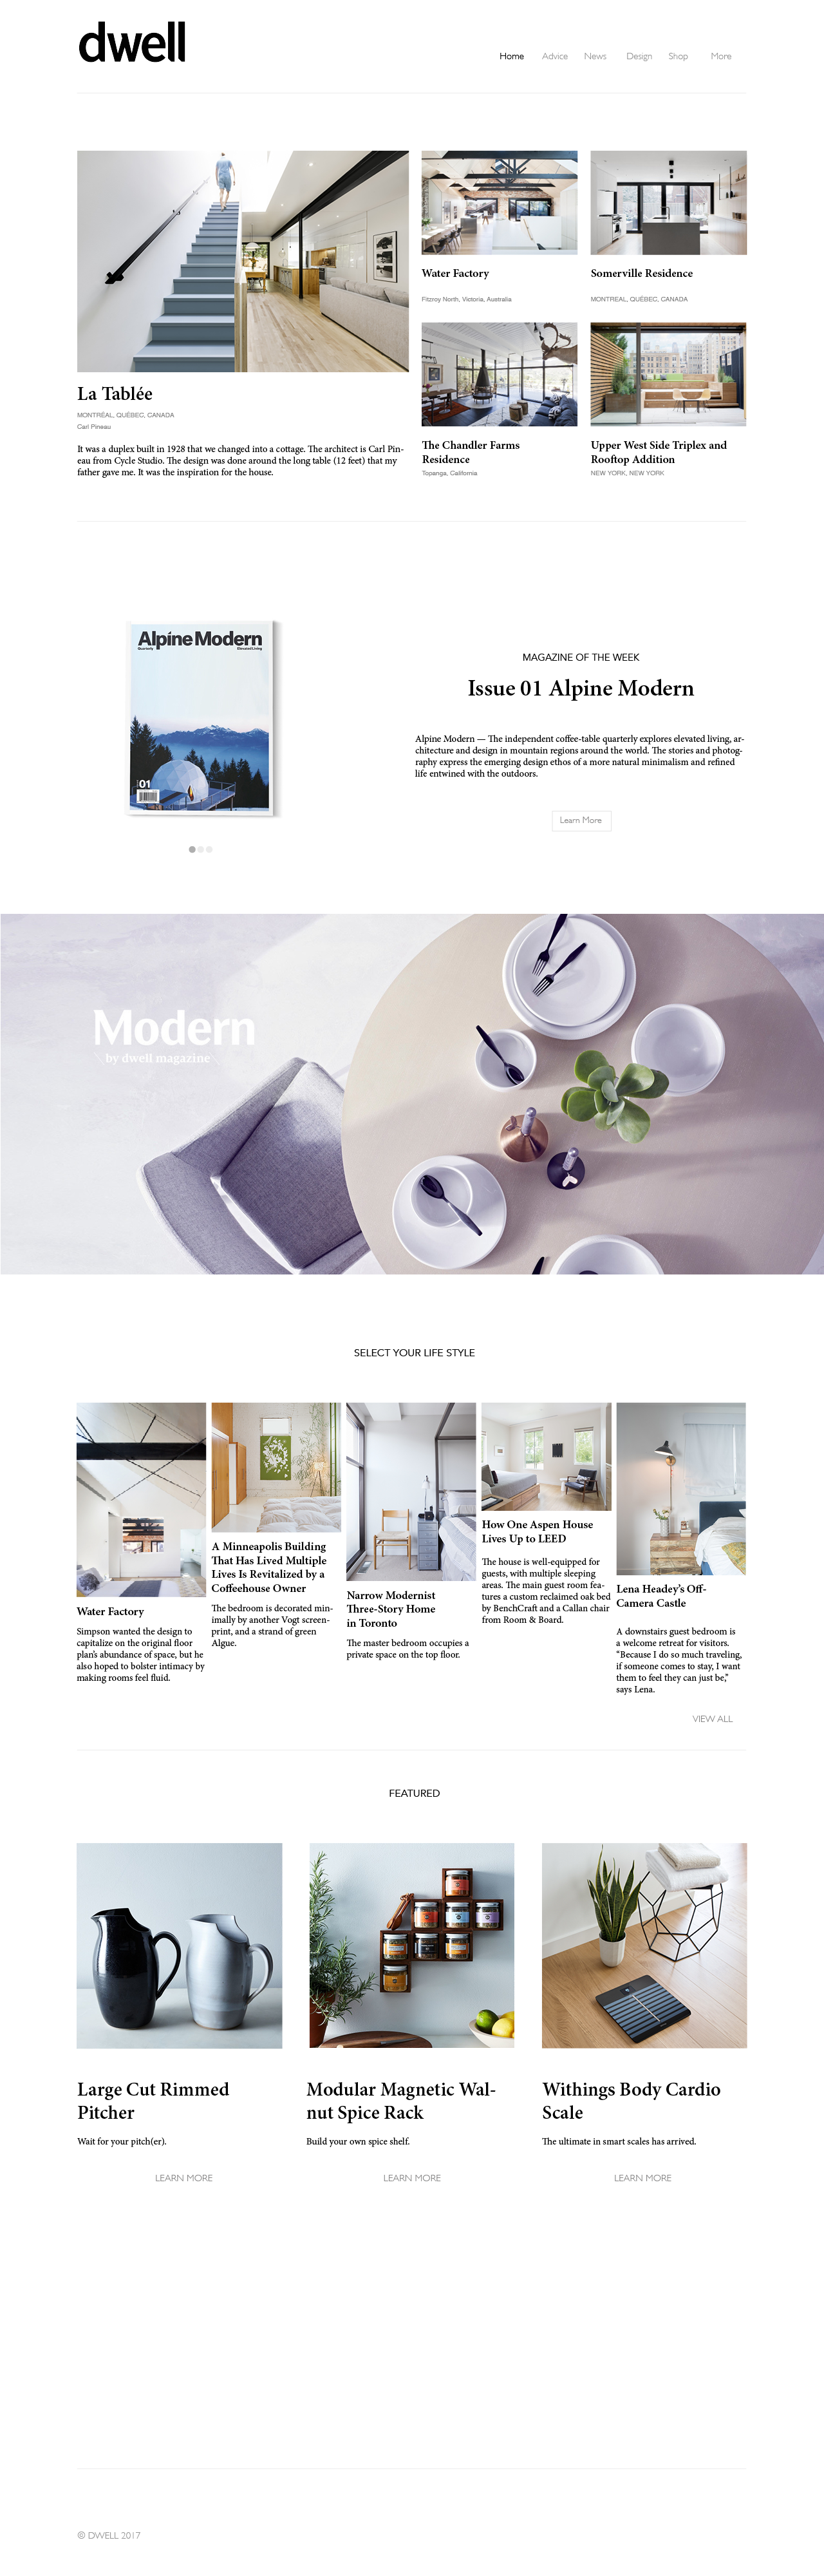 dwell
Home Advice News Design Shop More
La Tablée
MONTRÉAL, QUÉBEC, CANADA
Carl Pineau
It was a duplex built in 1928 that we changed into a cottage. The architect is Carl Pin-
eau from Cycle Studio. The design was done around the long table (12 feet) that my
father gave me. It was the inspiration for the house.
Water Factory
Fitzroy North, Victoria, Australia
Somerville Residence
MONTREAL, QUÉBEC, CANADA
The Chandler Farms
Residence
Topanga, California
Upper West Side Triplex and
Rooftop Addition
NEW YORK, NEW YORK
Alpine Modern
Quarterly Elevated Living
01
MAGAZINE OF THE WEEK
Issue 01 Alpine Modern
Alpine Modern — The independent coffee-table quarterly explores elevated living, ar-
chitecture and design in mountain regions around the world. The stories and photog-
raphy express the emerging design ethos of a more natural minimalism and refined
life entwined with the outdoors.
Learn More
Modern
by dwell magazine
SELECT YOUR LIFE STYLE
Water Factory
Simpson wanted the design to
capitalize on the original floor
plan's abundance of space, but he
also hoped to bolster intimacy by
making rooms feel fluid.
A Minneapolis Building
That Has Lived Multiple
Lives Is Revitalized by a
Coffeehouse Owner
The bedroom is decorated min-
imally by another Vogt screen-
print, and a strand of green
Algue.
Narrow Modernist
Three-Story Home
in Toronto
The master bedroom occupies a
private space on the top floor.
How One Aspen House
Lives Up to LEED
The house is well-equipped for
guests, with multiple sleeping
areas. The main guest room fea-
tures a custom reclaimed oak bed
by BenchCraft and a Callan chair
from Room & Board.
Lena Headey's Off-
Camera Castle
A downstairs guest bedroom is
a welcome retreat for visitors.
"Because I do so much traveling,
if someone comes to stay, I want
them to feel they can just be,"
says Lena.
VIEW ALL
FEATURED
Large Cut Rimmed
Pitcher
Wait for your pitch(er).
LEARN MORE
Modular Magnetic Wal-
nut Spice Rack
Build your own spice shelf.
LEARN MORE
Withings Body Cardio
Scale
The ultimate in smart scales has arrived.
LEARN MORE
© DWELL 2017